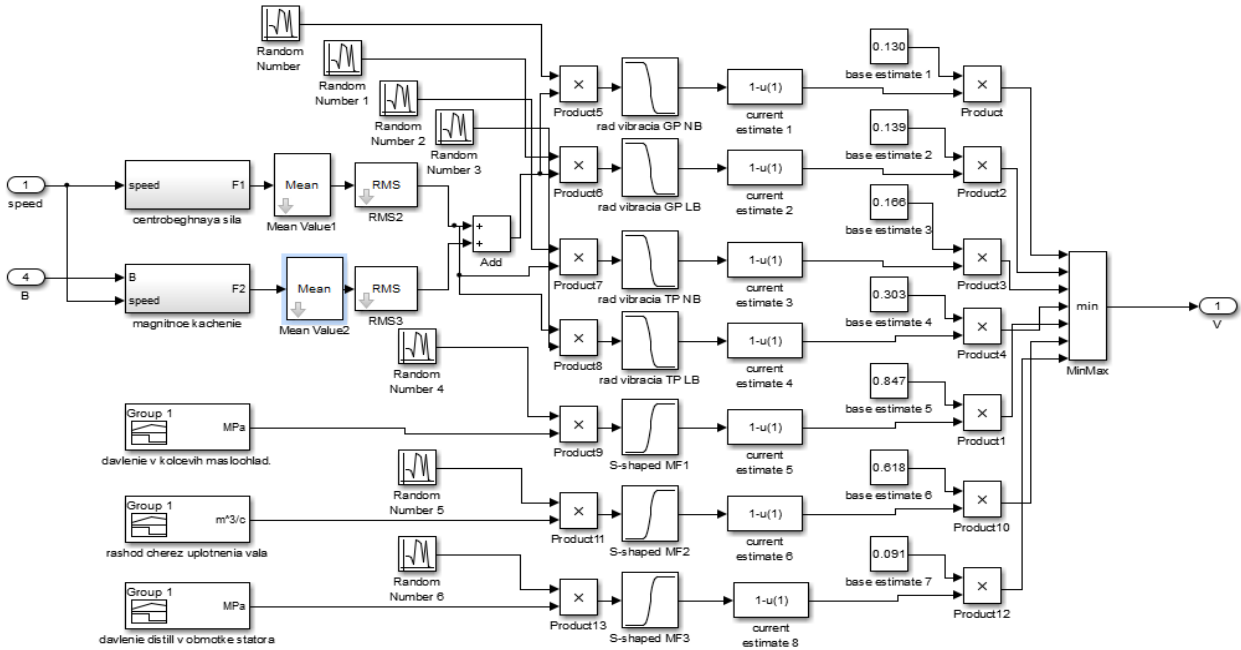 Random
Number
Random
Number 1
Random
Number 2
Random
Number 3
×
Product5
rad vibracia GP NB
1-u(1)
current
estimate 1
0.130
base estimate 1
×
Product
×
Product6
rad vibracia GP LB
1-u(1)
current
estimate 2
0.139
base estimate 2
×
Product2
1
speed
speed
F1
centrobeghnaya sila
Mean
Mean Value1
RMS
RMS2
+
+
Add
4
B
B
speed
F2
magnitnoe kachenie
Mean
Mean Value2
RMS
RMS3
×
Product7
rad vibracia TP NB
1-u(1)
current
estimate 3
0.166
base estimate 3
×
Product3
×
Product8
rad vibracia TP LB
1-u(1)
current
estimate 4
0.303
base estimate 4
×
Product4
min
MinMax
1
V
Random
Number 4
Group 1
MPa
davlenie v kolcevih maslohlad.
×
Product9
S-shaped MF1
1-u(1)
current
estimate 5
0.847
base estimate 5
×
Product1
Random
Number 5
Group 1
m^3/c
rashod cherez uplotnenia vala
×
Product11
S-shaped MF2
1-u(1)
current
estimate 6
0.618
base estimate 6
×
Product10
Random
Number 6
Group 1
MPa
davlenie distill v obmotke statora
×
Product13
S-shaped MF3
1-u(1)
current
estimate 8
0.091
base estimate 7
×
Product12